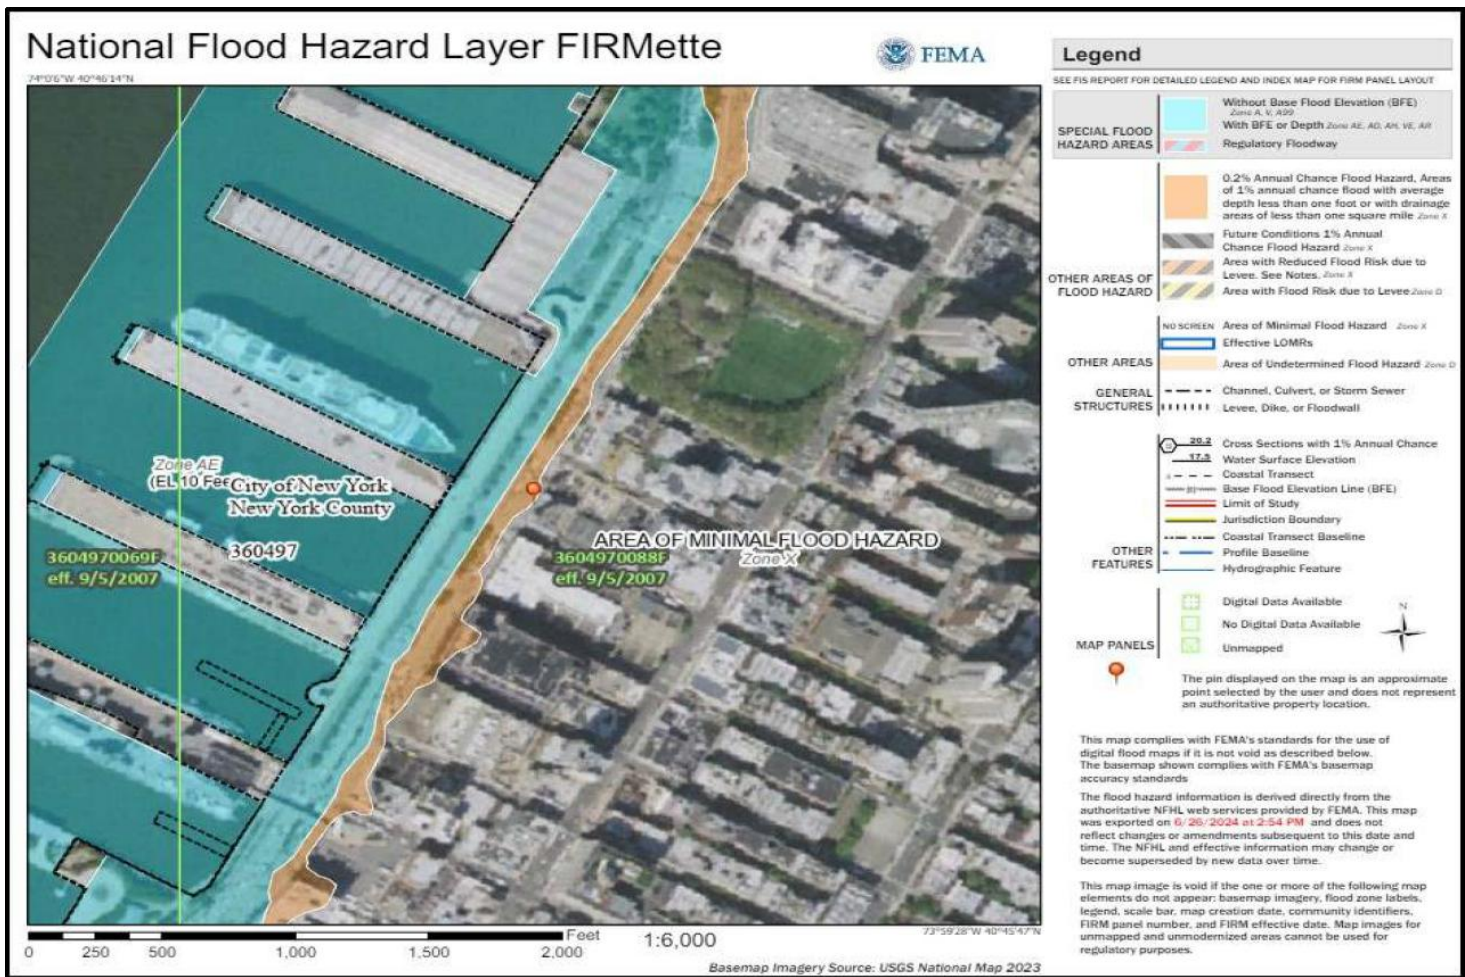 National Flood Hazard Layer FIRMette
FEMA
74°0'6"W 40°46'14"N
Zone AE
(EL 10 Fee
City of New York
New York County
360497
3604970069F
eff. 9/5/2007
3604970088F
eff. 9/5/2007
AREA OF MINIMAL FLOOD HAZARD
Zone X
0 250 500 1,000 1,500 2,000 Feet
1:6,000
73°59'28"W 40°45'47"N
Basemap Imagery Source: USGS National Map 2023
Legend
SEE FIS REPORT FOR DETAILED LEGEND AND INDEX MAP FOR FIRM PANEL LAYOUT
SPECIAL FLOOD
HAZARD AREAS
Without Base Flood Elevation (BFE)
Zone A, V, A99
With BFE or Depth Zone AE, AO, AH, VE, AR
Regulatory Floodway
OTHER AREAS OF
FLOOD HAZARD
0.2% Annual Chance Flood Hazard, Areas
of 1% annual chance flood with average
depth less than one foot or with drainage
areas of less than one square mile Zone X
Future Conditions 1% Annual
Chance Flood Hazard Zone X
Area with Reduced Flood Risk due to
Levee. See Notes. Zone X
Area with Flood Risk due to Levee Zone D
OTHER AREAS
NO SCREEN Area of Minimal Flood Hazard Zone X
Effective LOMRs
Area of Undetermined Flood Hazard Zone D
GENERAL
STRUCTURES
Channel, Culvert, or Storm Sewer
Levee, Dike, or Floodwall
OTHER
FEATURES
20.2 Cross Sections with 1% Annual Chance
17.5 Water Surface Elevation
Coastal Transect
Base Flood Elevation Line (BFE)
Limit of Study
Jurisdiction Boundary
Coastal Transect Baseline
Profile Baseline
Hydrographic Feature
MAP PANELS
Digital Data Available
No Digital Data Available
Unmapped
N
The pin displayed on the map is an approximate
point selected by the user and does not represent
an authoritative property location.
This map complies with FEMA's standards for the use of
digital flood maps if it is not void as described below.
The basemap shown complies with FEMA's basemap
accuracy standards
The flood hazard information is derived directly from the
authoritative NFHL web services provided by FEMA. This map
was exported on 6/26/2024 at 2:54 PM and does not
reflect changes or amendments subsequent to this date and
time. The NFHL and effective information may change or
become superseded by new data over time.
This map image is void if the one or more of the following map
elements do not appear: basemap imagery, flood zone labels,
legend, scale bar, map creation date, community identifiers,
FIRM panel number, and FIRM effective date. Map images for
unmapped and unmodernized areas cannot be used for
regulatory purposes.